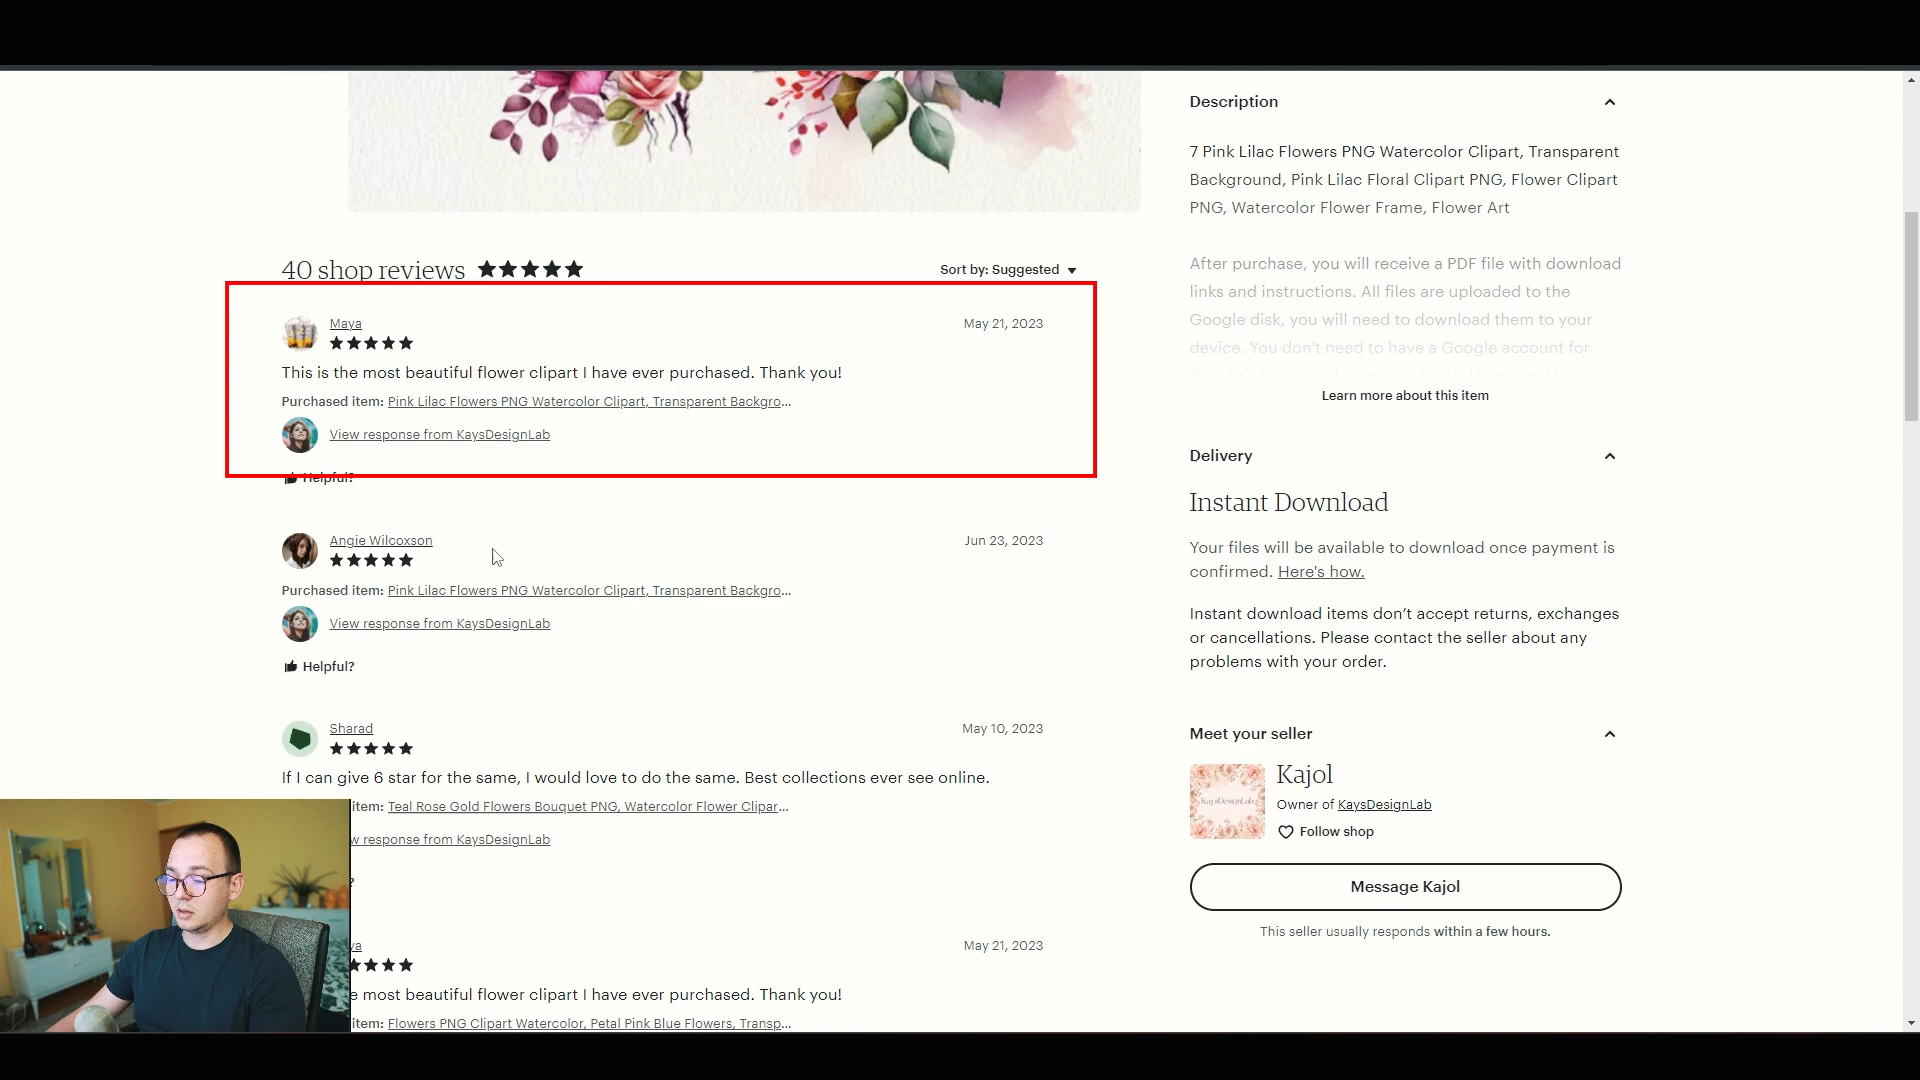 40 shop reviews
Sort by: Suggested
Maya
May 21, 2023
This is the most beautiful flower clipart I have ever purchased. Thank you!
Purchased item: Pink Lilac Flowers PNG Watercolor Clipart, Transparent Backgro...
View response from KaysDesignLab
Helpful?
Angie Wilcoxson
Jun 23, 2023
Purchased item: Pink Lilac Flowers PNG Watercolor Clipart, Transparent Backgro...
View response from KaysDesignLab
Helpful?
Sharad
May 10, 2023
If I can give 6 star for the same, I would love to do the same. Best collections ever see online.
item: Teal Rose Gold Flowers Bouquet PNG, Watercolor Flower Clipar...
w response from KaysDesignLab
?
ya
May 21, 2023
e most beautiful flower clipart I have ever purchased. Thank you!
item: Flowers PNG Clipart Watercolor, Petal Pink Blue Flowers, Transp...
Description
7 Pink Lilac Flowers PNG Watercolor Clipart, Transparent
Background, Pink Lilac Floral Clipart PNG, Flower Clipart
PNG, Watercolor Flower Frame, Flower Art
After purchase, you will receive a PDF file with download
links and instructions. All files are uploaded to the
Google disk, you will need to download them to your
device. You don't need to have a Google account for
Learn more about this item
Delivery
Instant Download
Your files will be available to download once payment is
confirmed. Here's how.
Instant download items don’t accept returns, exchanges
or cancellations. Please contact the seller about any
problems with your order.
Meet your seller
KaysDesignLab
Kajol
Owner of KaysDesignLab
Follow shop
Message Kajol
This seller usually responds within a few hours.